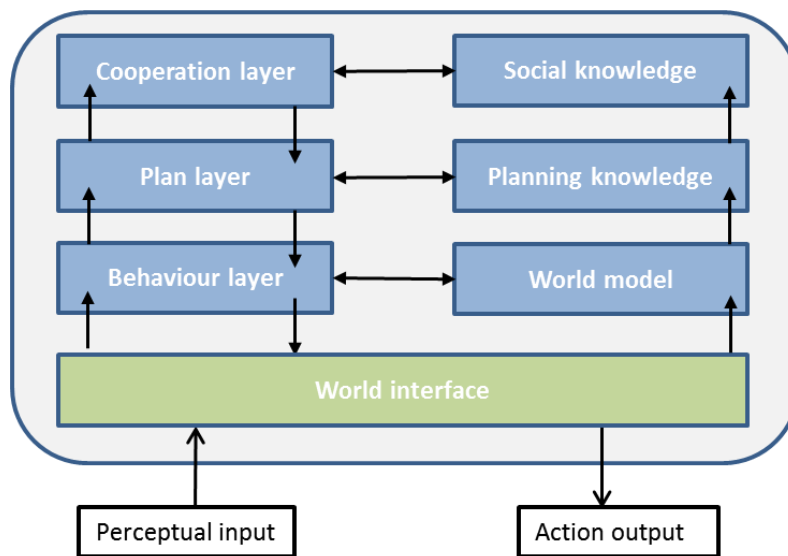 Cooperation layer
Social knowledge
Plan layer
Planning knowledge
Behaviour layer
World model
World interface
Perceptual input
Action output